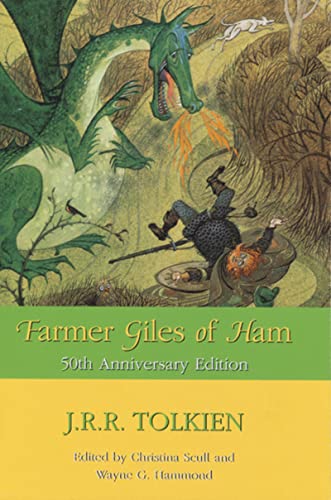 Farmer Giles of Ham
50th Anniversary Edition
J.R.R. TOLKIEN
Edited by Christina Scull and
Wayne G. Hammond